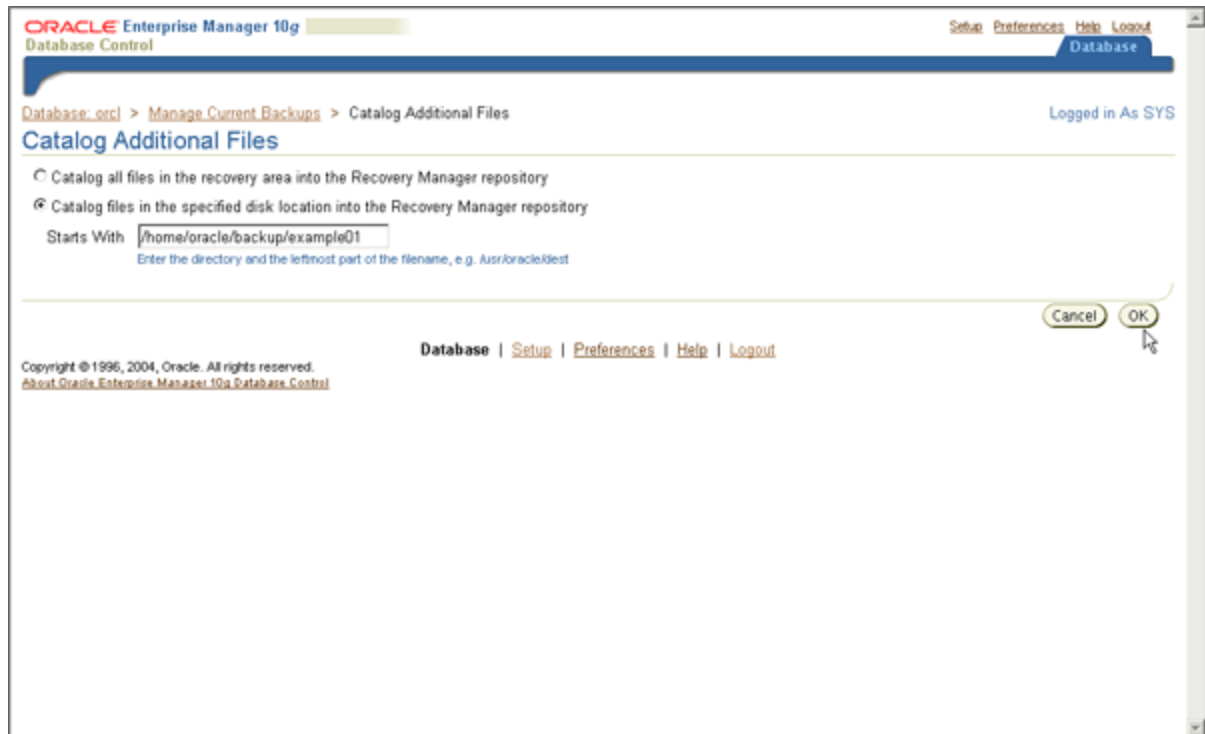 ORACLE Enterprise Manager 10g
Database Control
Setup Preferences Help Logout
Database
Database: orcl > Manage Current Backups > Catalog Additional Files
Logged in As SYS
Catalog Additional Files
Catalog all files in the recovery area into the Recovery Manager repository
Catalog files in the specified disk location into the Recovery Manager repository
Starts With /home/oracle/backup/example01
Enter the directory and the leftmost part of the filename, e.g. /usr/oracle/dest
Cancel OK
Database | Setup | Preferences | Help | Logout
Copyright © 1996, 2004, Oracle. All rights reserved.
About Oracle Enterprise Manager 10g Database Control